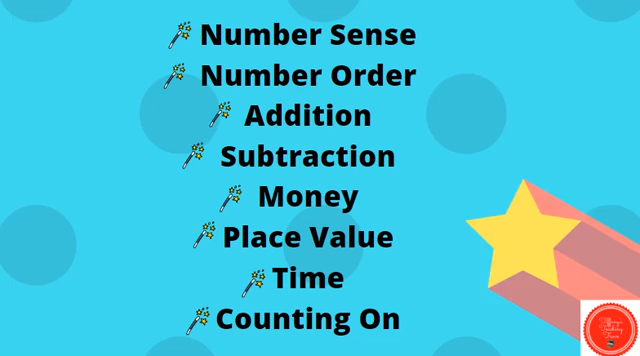 Number Sense
Number Order
Addition
Subtraction
Money
Place Value
Time
Counting On